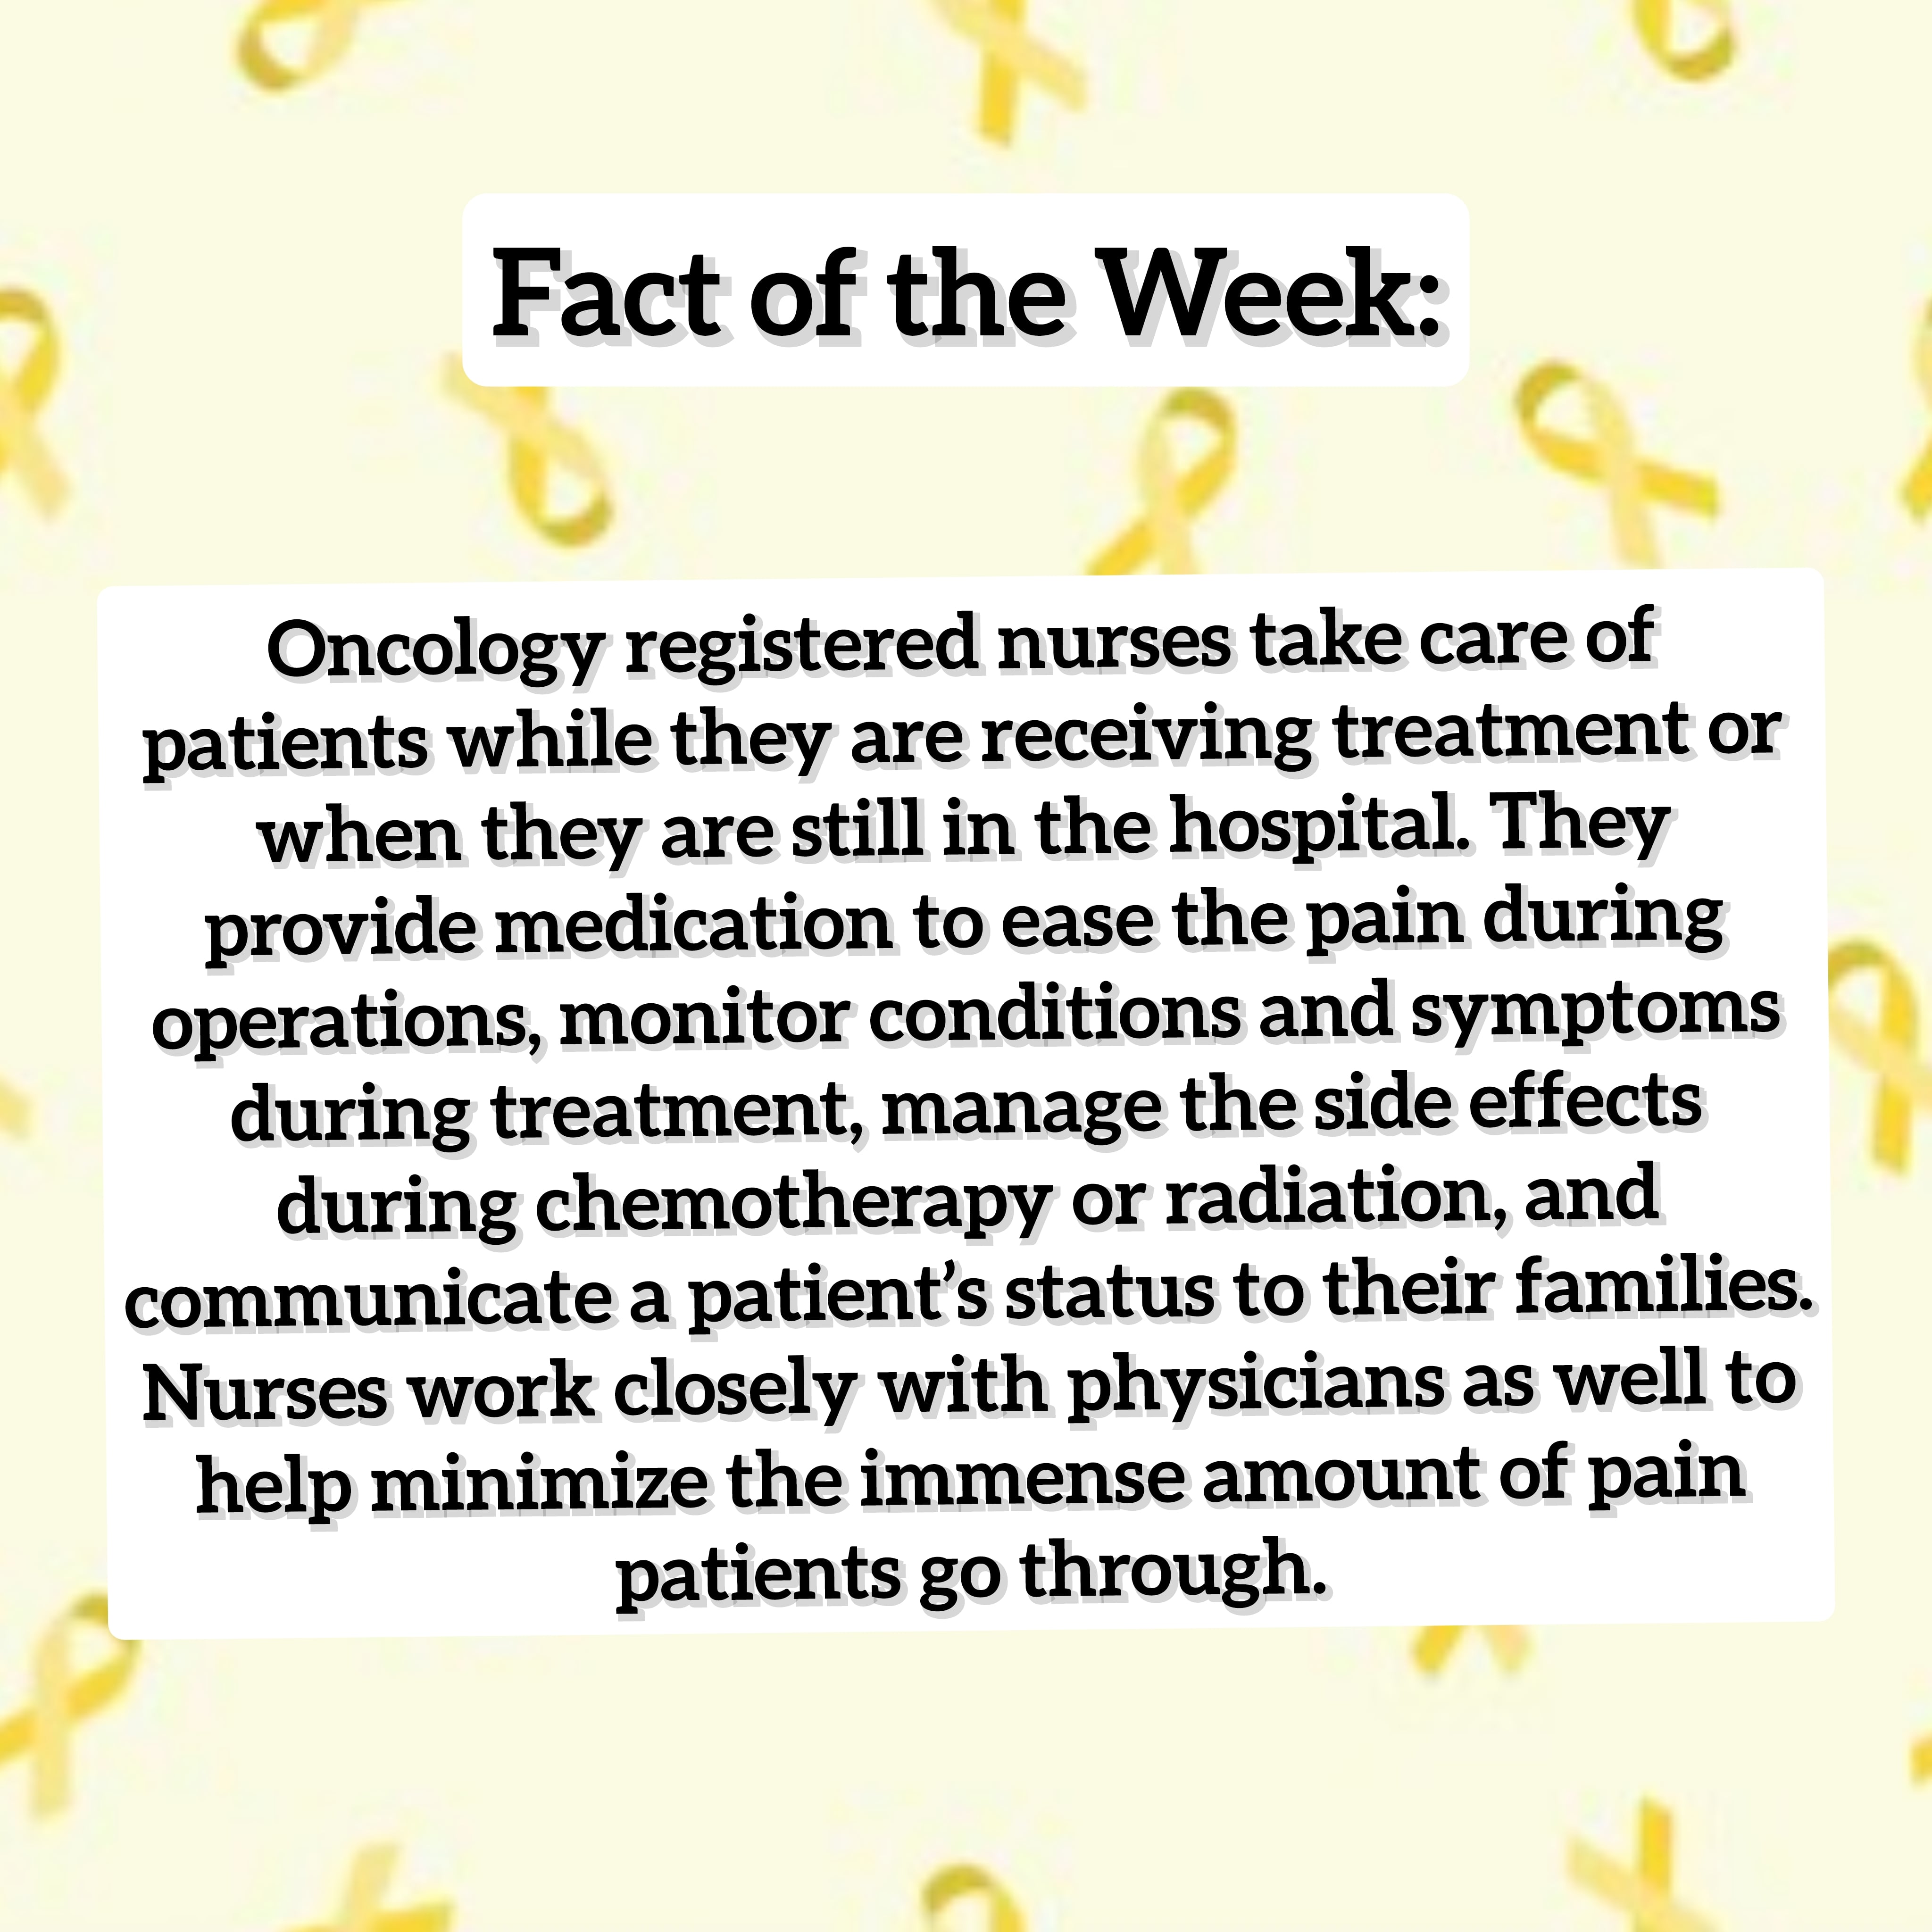 Fact of the Week:
Oncology registered nurses take care of
patients while they are receiving treatment or
when they are still in the hospital. They
provide medication to ease the pain during
operations, monitor conditions and symptoms
during treatment, manage the side effects
during chemotherapy or radiation, and
communicate a patient’s status to their families.
Nurses work closely with physicians as well to
help minimize the immense amount of pain
patients go through.